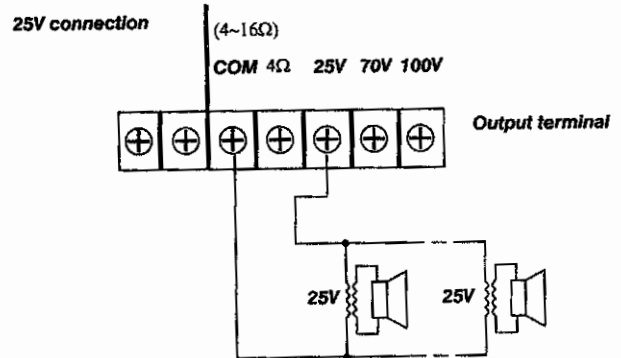 25V connection
(4~16Ω)
COM 4Ω 25V 70V 100V
Output terminal
25V
25V